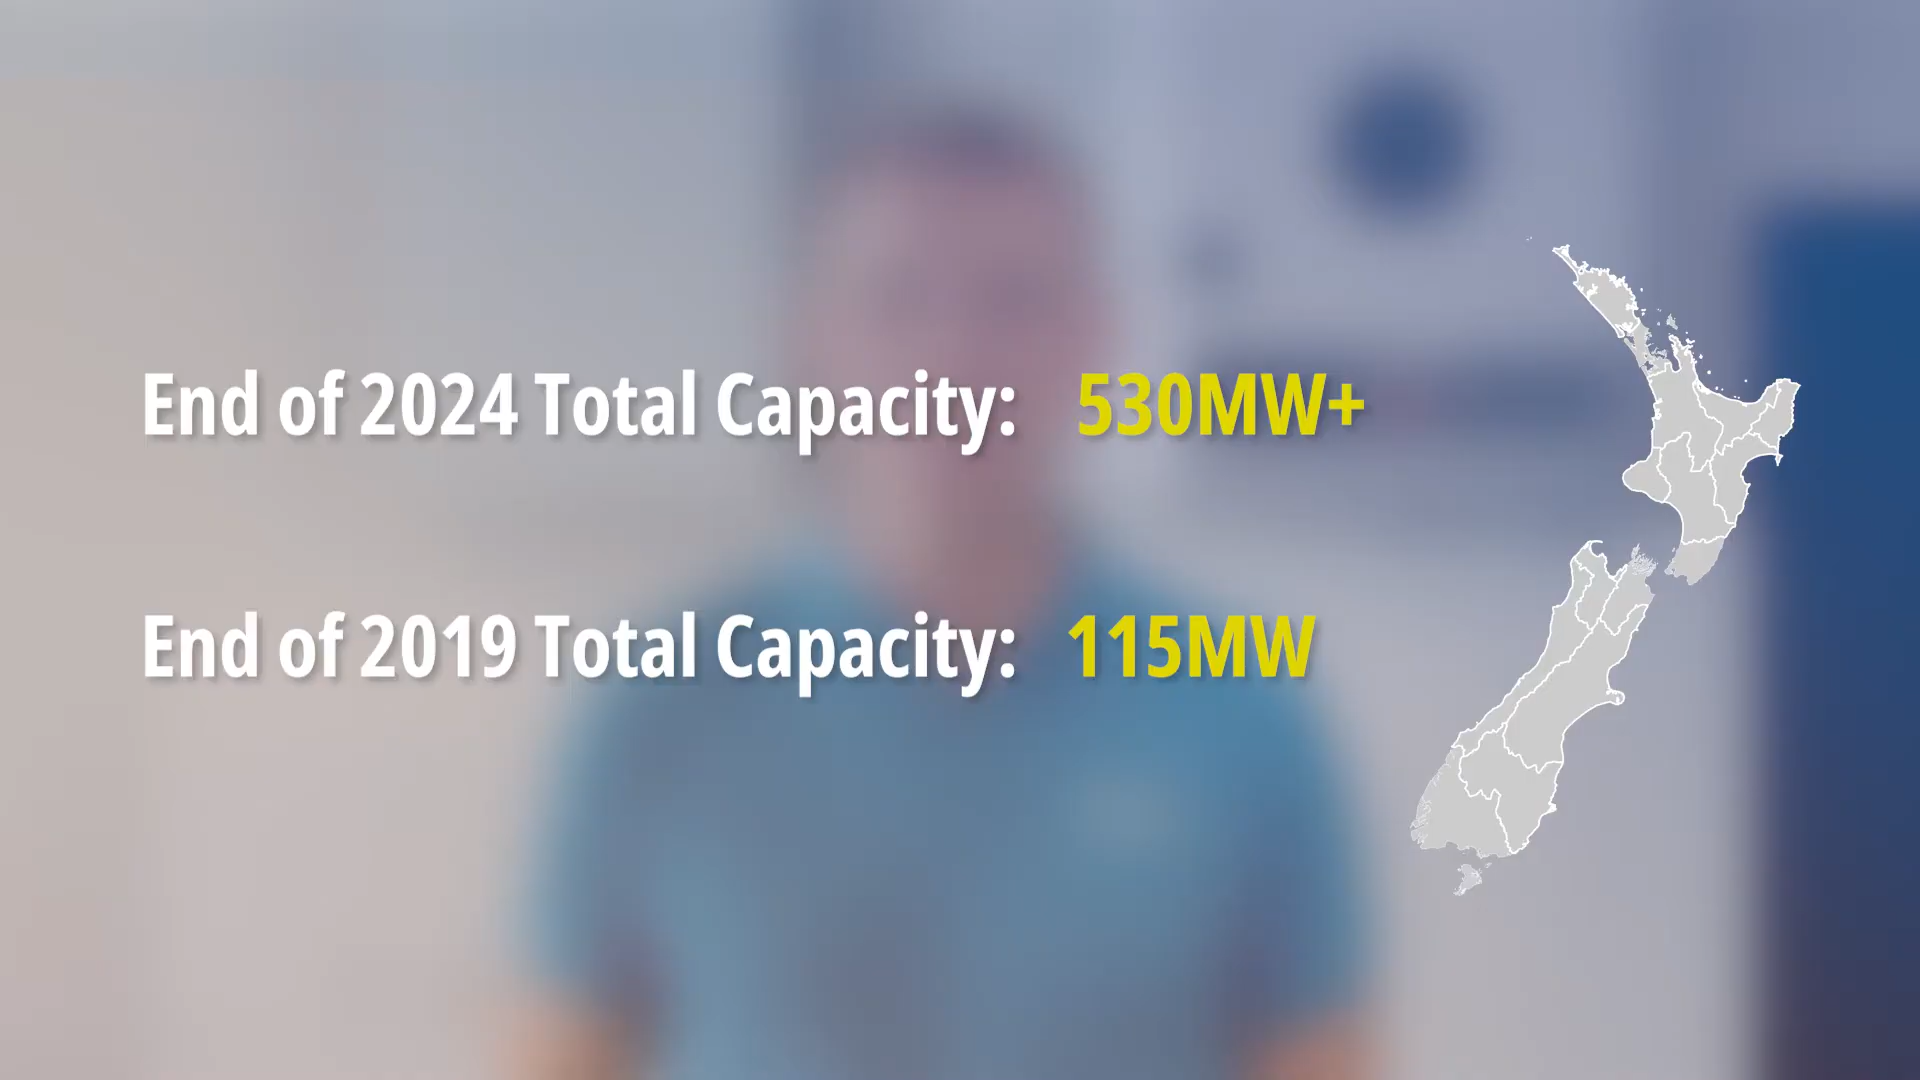 End of 2024 Total Capacity: 530MW+
End of 2019 Total Capacity: 115MW